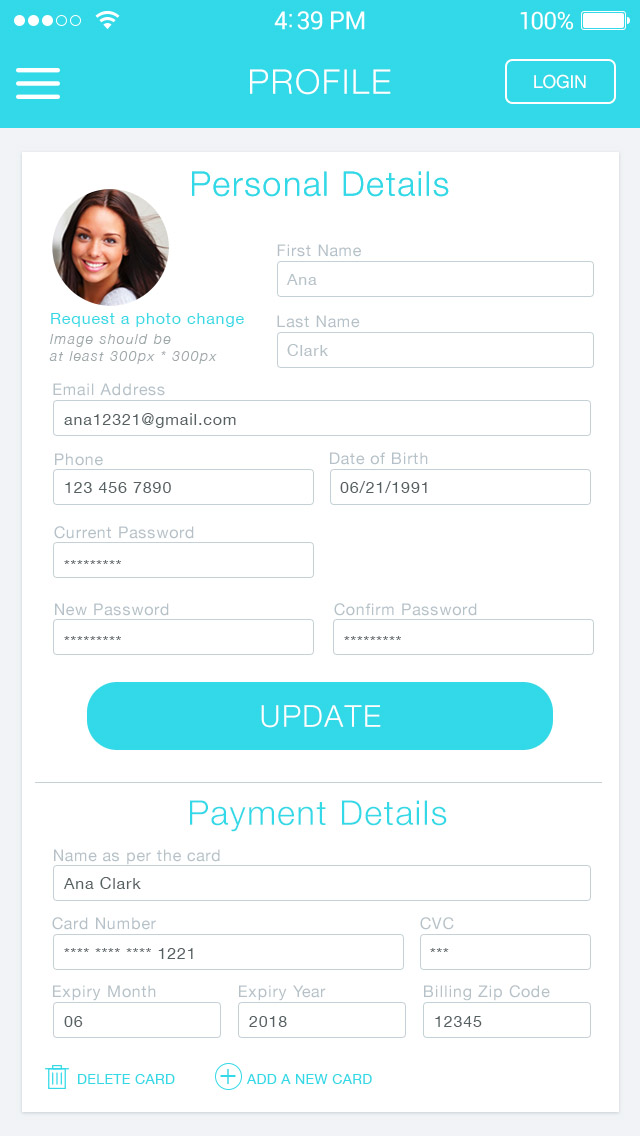 4:39 PM
100%
PROFILE
LOGIN
Personal Details
First Name
Ana
Request a photo change
Image should be
at least 300px * 300px
Last Name
Clark
Email Address
ana12321@gmail.com
Phone
Date of Birth
123 456 7890
06/21/1991
Current Password
*********
New Password
Confirm Password
*********
*********
UPDATE
Payment Details
Name as per the card
Ana Clark
Card Number
CVC
**** **** **** 1221
***
Expiry Month
Expiry Year
Billing Zip Code
06
2018
12345
DELETE CARD
ADD A NEW CARD